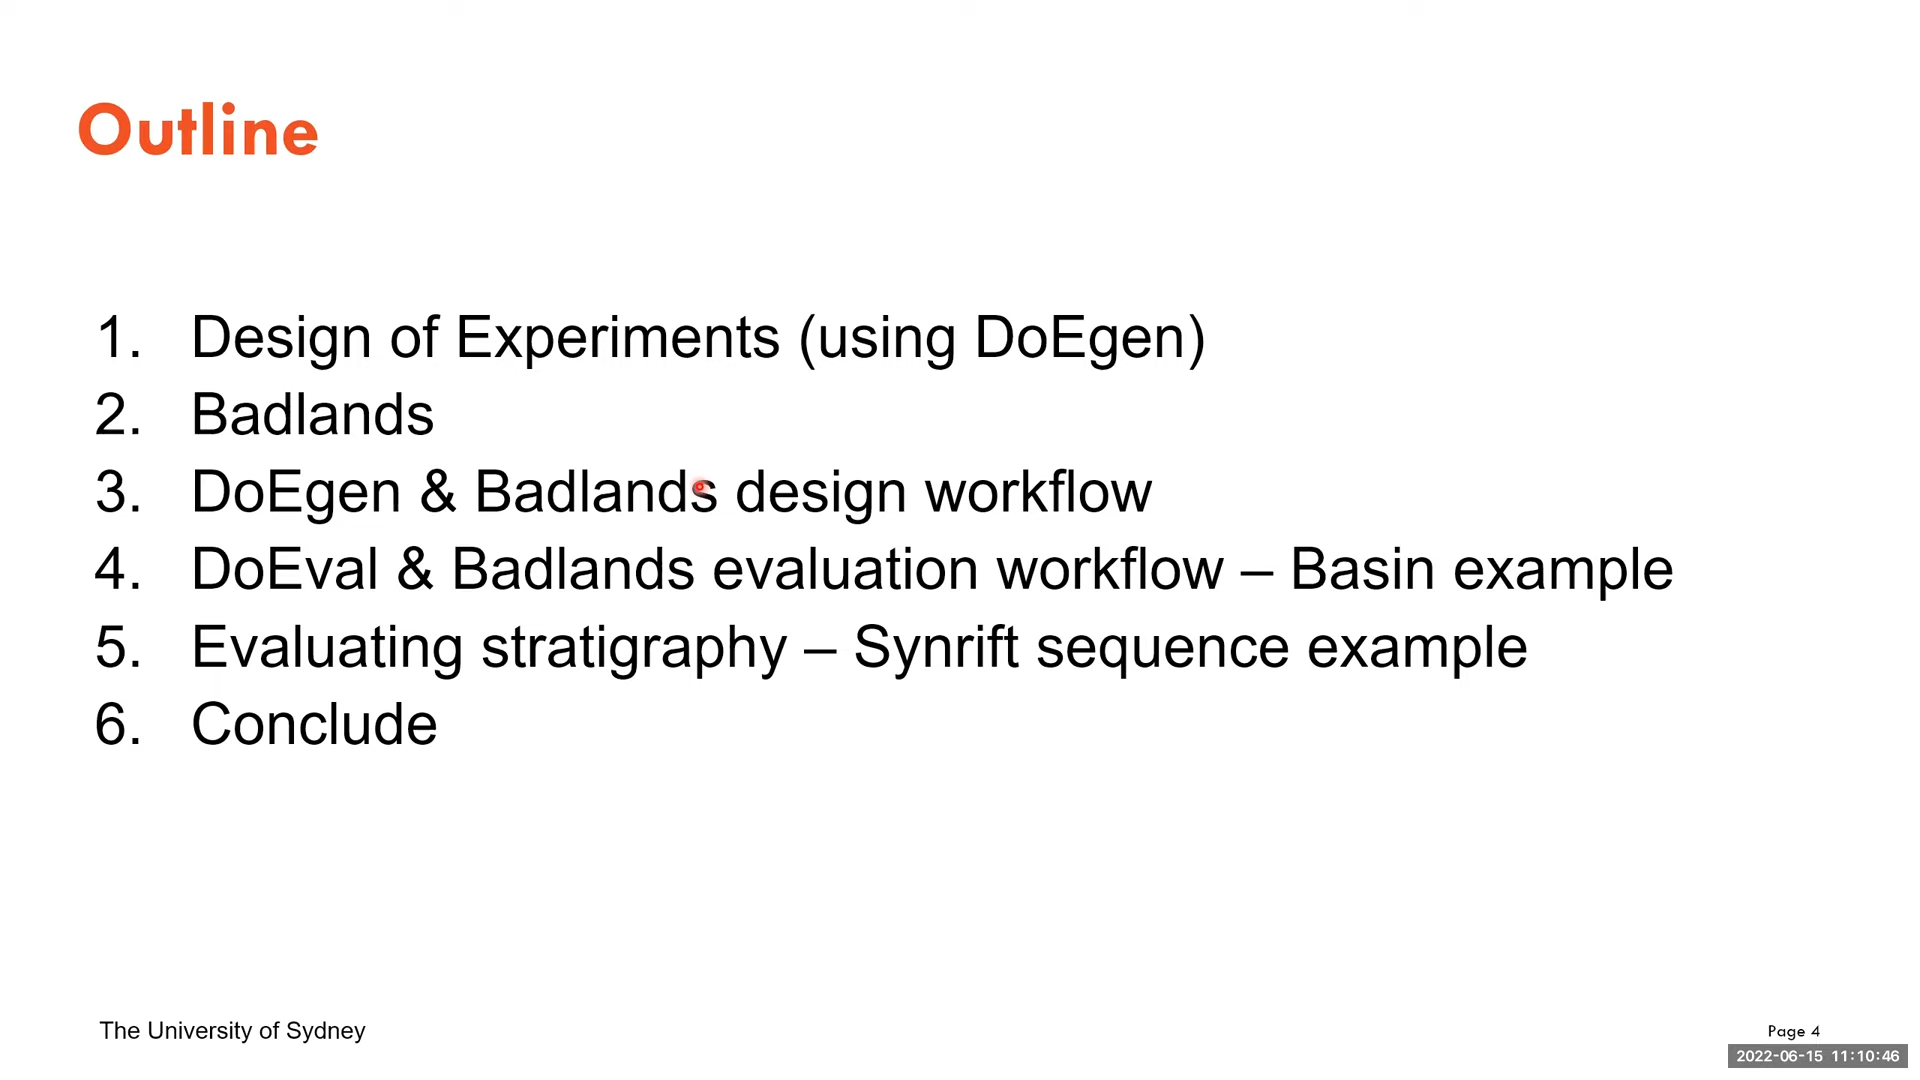 Outline
1. Design of Experiments (using DoEgen)
2. Badlands
3. DoEgen & Badlands design workflow
4. DoEval & Badlands evaluation workflow – Basin example
5. Evaluating stratigraphy – Synrift sequence example
6. Conclude
The University of Sydney
Page 4
2022-06-15 11:10:46